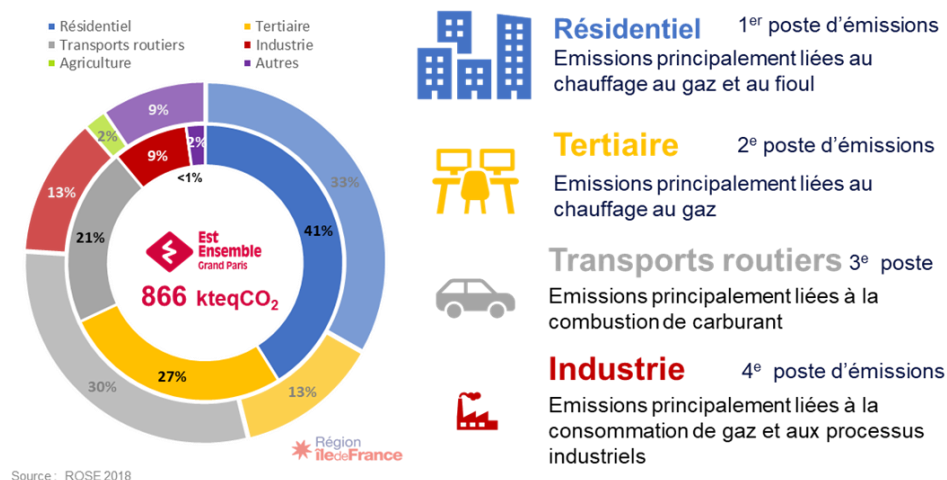 Résidentiel
Tertiaire
Transports routiers
Industrie
Agriculture
Autres
9%
2%
13%
30%
13%
33%
2%
9%
<1%
21%
27%
41%
Est
Ensemble
Grand Paris
866 kteqCO2
Région
îledeFrance
Source : ROSE 2018
Résidentiel 1er poste d’émissions
Emissions principalement liées au
chauffage au gaz et au fioul
Tertiaire 2e poste d’émissions
Emissions principalement liées au
chauffage au gaz
Transports routiers 3e poste
Emissions principalement liées à la
combustion de carburant
Industrie 4e poste d’émissions
Emissions principalement liées à la
consommation de gaz et aux processus
industriels